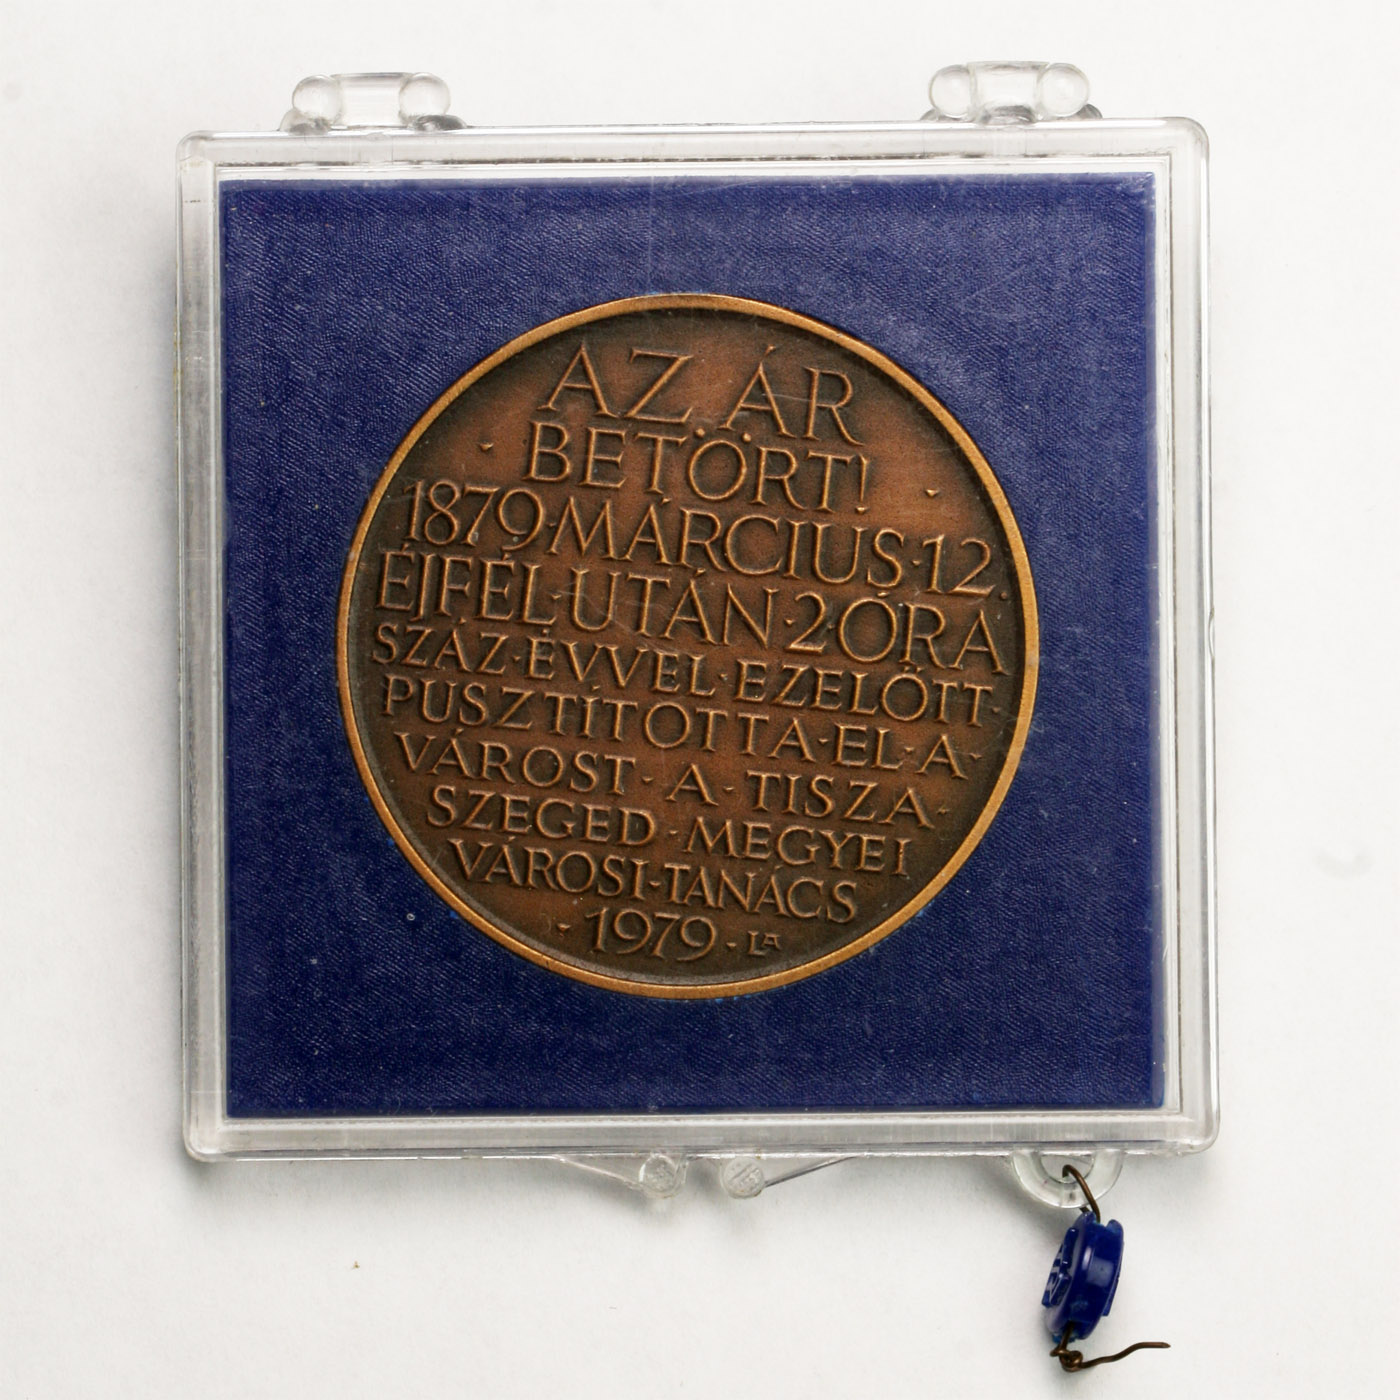 AZ ÁR
BETÖRT!
1879·MÁRCIUS·12.
ÉJFÉL·UTÁN·2·ÓRA
SZÁZ·ÉVVEL·EZELŐTT·
PUSZTÍTOTTA·EL·A·
VÁROST·A·TISZA·
SZEGED·MEGYEI
VÁROSI·TANÁCS
·1979·LA